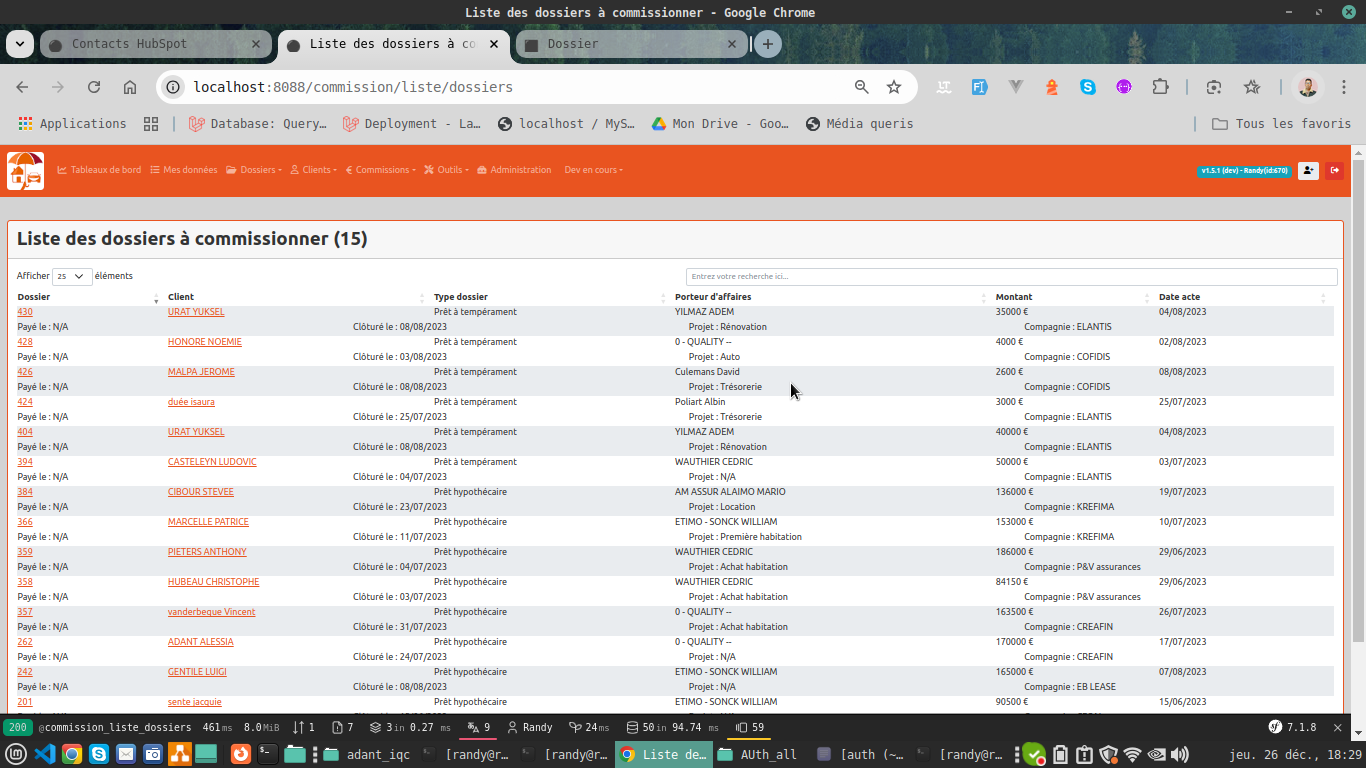 Liste des dossiers à commissionner - Google Chrome
Contacts HubSpot
Liste des dossiers à co
Dossier
localhost:8088/commission/liste/dossiers
Applications
Database: Query…
Deployment - La…
localhost / MyS…
Mon Drive - Goo…
Média queris
Tous les favoris
Tableaux de bord Mes données Dossiers Clients € Commissions Outils Administration Dev en cours v1.5.1 (dev) - Randy(id:670)
Liste des dossiers à commissionner (15)
Afficher 25 éléments Entrez votre recherche ici...
Dossier Client Type dossier Porteur d'affaires Montant Date acte
430 URAT YUKSEL Prêt à tempérament YILMAZ ADEM 35000 € 04/08/2023
Payé le : N/A Clôturé le : 08/08/2023 Projet : Rénovation Compagnie : ELANTIS
428 HONORE NOEMIE Prêt à tempérament 0 - QUALITY -- 4000 € 02/08/2023
Payé le : N/A Clôturé le : 03/08/2023 Projet : Auto Compagnie : COFIDIS
426 MALPA JEROME Prêt à tempérament Culemans David 2600 € 08/08/2023
Payé le : N/A Clôturé le : 08/08/2023 Projet : Trésorerie Compagnie : COFIDIS
424 duée isaura Prêt à tempérament Poliart Albin 3000 € 25/07/2023
Payé le : N/A Clôturé le : 25/07/2023 Projet : Trésorerie Compagnie : ELANTIS
404 URAT YUKSEL Prêt à tempérament YILMAZ ADEM 40000 € 04/08/2023
Payé le : N/A Clôturé le : 08/08/2023 Projet : Rénovation Compagnie : ELANTIS
394 CASTELEYN LUDOVIC Prêt à tempérament WAUTHIER CEDRIC 50000 € 03/07/2023
Payé le : N/A Clôturé le : 04/07/2023 Projet : N/A Compagnie : ELANTIS
384 CIBOUR STEVEE Prêt hypothécaire AM ASSUR ALAIMO MARIO 136000 € 19/07/2023
Payé le : N/A Clôturé le : 23/07/2023 Projet : Location Compagnie : KREFIMA
366 MARCELLE PATRICE Prêt hypothécaire ETIMO - SONCK WILLIAM 153000 € 10/07/2023
Payé le : N/A Clôturé le : 11/07/2023 Projet : Première habitation Compagnie : KREFIMA
359 PIETERS ANTHONY Prêt hypothécaire WAUTHIER CEDRIC 186000 € 29/06/2023
Payé le : N/A Clôturé le : 04/07/2023 Projet : Achat habitation Compagnie : P&V assurances
358 HUBEAU CHRISTOPHE Prêt hypothécaire WAUTHIER CEDRIC 84150 € 29/06/2023
Payé le : N/A Clôturé le : 03/07/2023 Projet : Achat habitation Compagnie : P&V assurances
357 vanderbeque Vincent Prêt hypothécaire 0 - QUALITY -- 163500 € 26/07/2023
Payé le : N/A Clôturé le : 31/07/2023 Projet : Achat habitation Compagnie : CREAFIN
262 ADANT ALESSIA Prêt hypothécaire 0 - QUALITY -- 170000 € 17/07/2023
Payé le : N/A Clôturé le : 24/07/2023 Projet : N/A Compagnie : CREAFIN
242 GENTILE LUIGI Prêt hypothécaire ETIMO - SONCK WILLIAM 165000 € 07/08/2023
Payé le : N/A Clôturé le : 08/08/2023 Projet : N/A Compagnie : EB LEASE
201 sente jacquie Prêt hypothécaire ETIMO - SONCK WILLIAM 90500 € 15/06/2023
200 @commission_liste_dossiers 461 ms 8.0 MiB 1 7 3 in 0.27 ms 9 Randy 24 ms 50 in 94.74 ms 59 7.1.8
adant_iqc [randy@r… [randy@r… Liste de… AUth_all [auth (~… [randy@r… jeu. 26 déc., 18:29